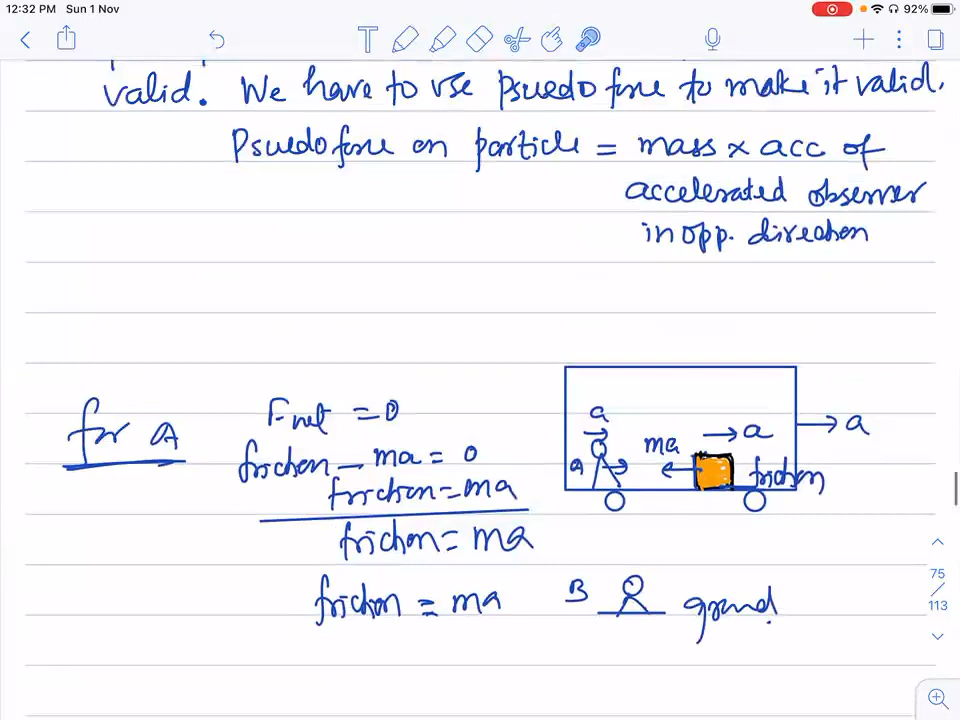 12:32 PM Sun 1 Nov
92%
T
valid. We have to use Psuedo force to make it valid.
Psuedo force on particle = mass x acc of
accelerated observer
in opp. direction
for A
Fnet = 0
friction - ma = 0
friction = ma
friction = ma
friction = ma
a
A
ma
a
friction
a
B
ground
75
/
113